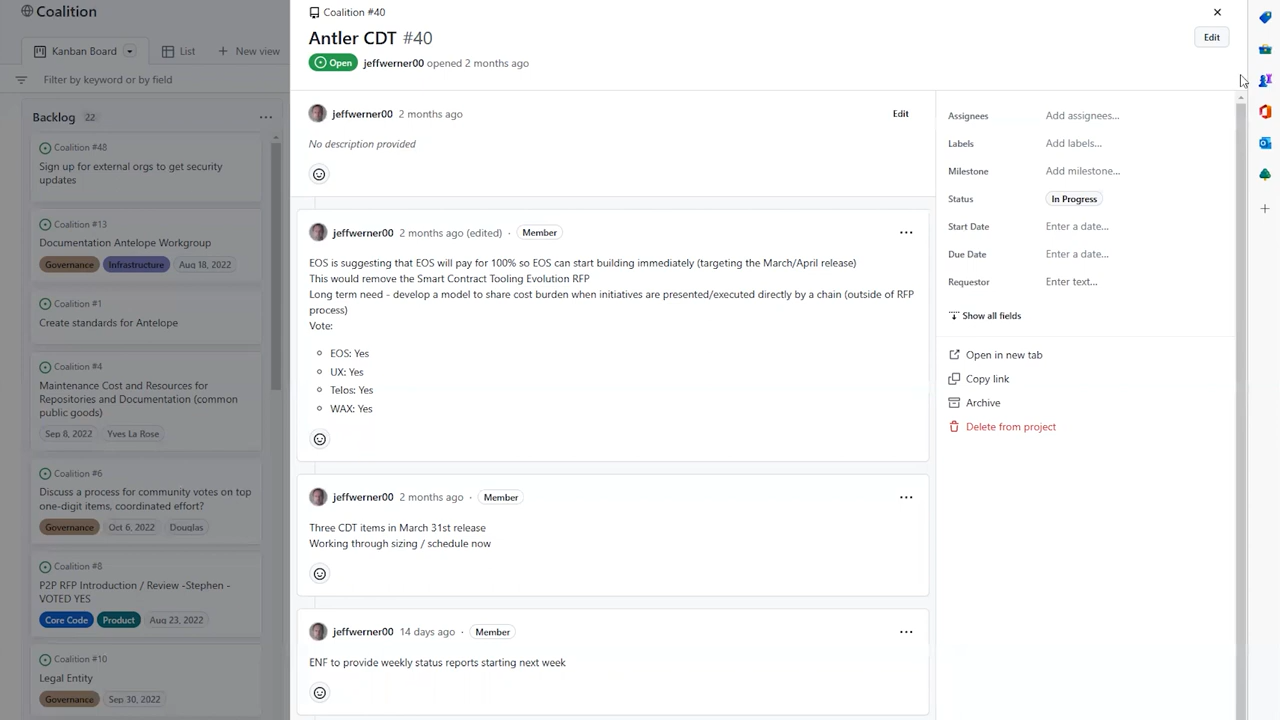 Coalition
Kanban Board
List
New view
Filter by keyword or by field
Backlog 22
Coalition #48
Sign up for external orgs to get security
updates
Coalition #13
Documentation Antelope Workgroup
Governance Infrastructure Aug 18, 2022
Coalition #1
Create standards for Antelope
Coalition #4
Maintenance Cost and Resources for
Repositories and Documentation (common
public goods)
Sep 8, 2022 Yves La Rose
Coalition #6
Discuss a process for community votes on top
one-digit items, coordinated effort?
Governance Oct 6, 2022 Douglas
Coalition #8
P2P RFP Introduction / Review -Stephen -
VOTED YES
Core Code Product Aug 23, 2022
Coalition #10
Legal Entity
Governance Sep 30, 2022
Coalition #40
Antler CDT #40
Edit
Open jeffwerner00 opened 2 months ago
jeffwerner00 2 months ago
Edit
No description provided
jeffwerner00 2 months ago (edited) · Member
EOS is suggesting that EOS will pay for 100% so EOS can start building immediately (targeting the March/April release)
This would remove the Smart Contract Tooling Evolution RFP
Long term need - develop a model to share cost burden when initiatives are presented/executed directly by a chain (outside of RFP
process)
Vote:
EOS: Yes
UX: Yes
Telos: Yes
WAX: Yes
jeffwerner00 2 months ago · Member
Three CDT items in March 31st release
Working through sizing / schedule now
jeffwerner00 14 days ago · Member
ENF to provide weekly status reports starting next week
Assignees Add assignees...
Labels Add labels...
Milestone Add milestone...
Status In Progress
Start Date Enter a date...
Due Date Enter a date...
Requestor Enter text...
Show all fields
Open in new tab
Copy link
Archive
Delete from project